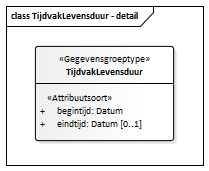 class TijdvakLevensduur - detail
«Gegevensgroeptype»
TijdvakLevensduur
«Attribuutsoort»
+ begintijd: Datum
+ eindtijd: Datum [0..1]